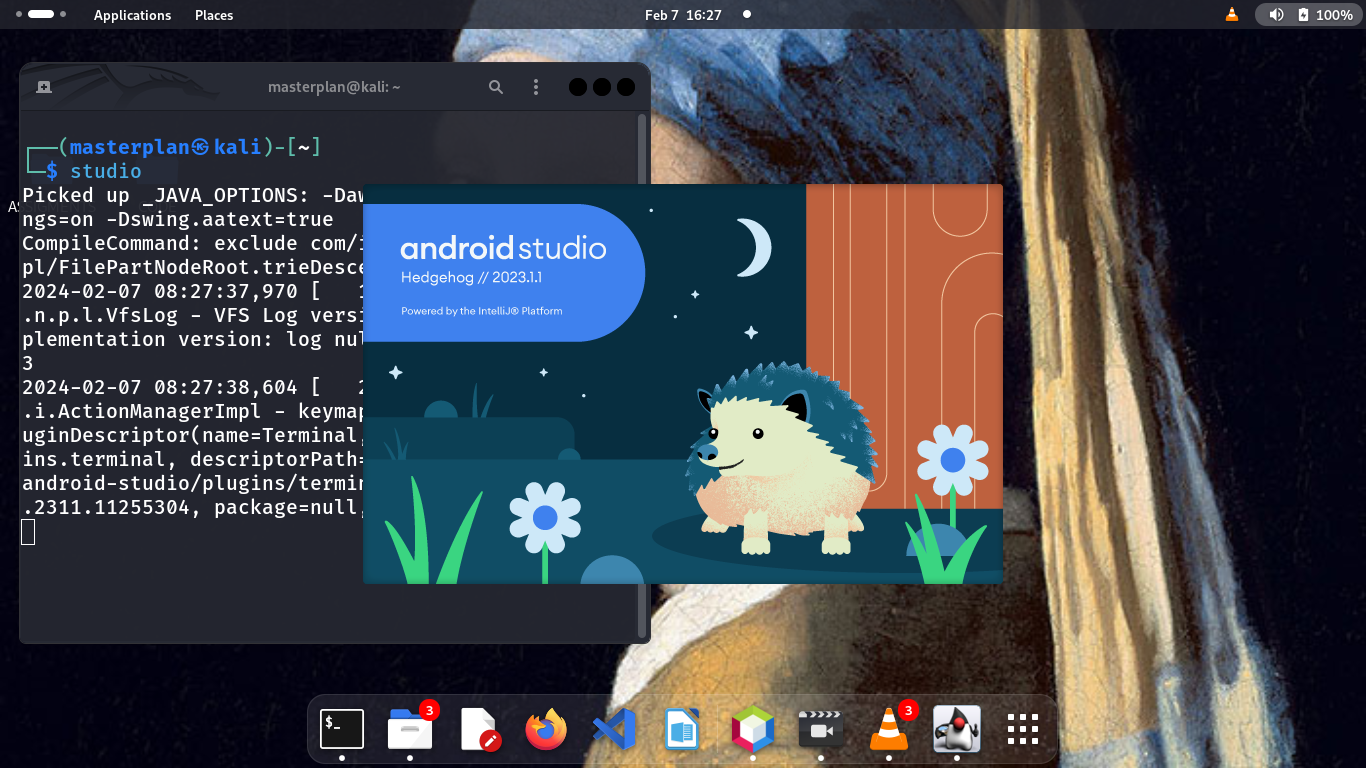 Applications Places Feb 7 16:27 100%
masterplan@kali: ~
(masterplan㉿kali)-[~]
$ studio
Picked up _JAVA_OPTIONS: -Daw
ngs=on -Dswing.aatext=true
CompileCommand: exclude com/i
pl/FilePartNodeRoot.trieDesce
2024-02-07 08:27:37,970 [
.n.p.l.VfsLog - VFS Log versi
plementation version: log nul
3
2024-02-07 08:27:38,604 [ 2
.i.ActionManagerImpl - keymap
uginDescriptor(name=Terminal,
ins.terminal, descriptorPath=
android-studio/plugins/termin
.2311.11255304, package=null,
android studio
Hedgehog // 2023.1.1
Powered by the IntelliJ® Platform
$_
3
3